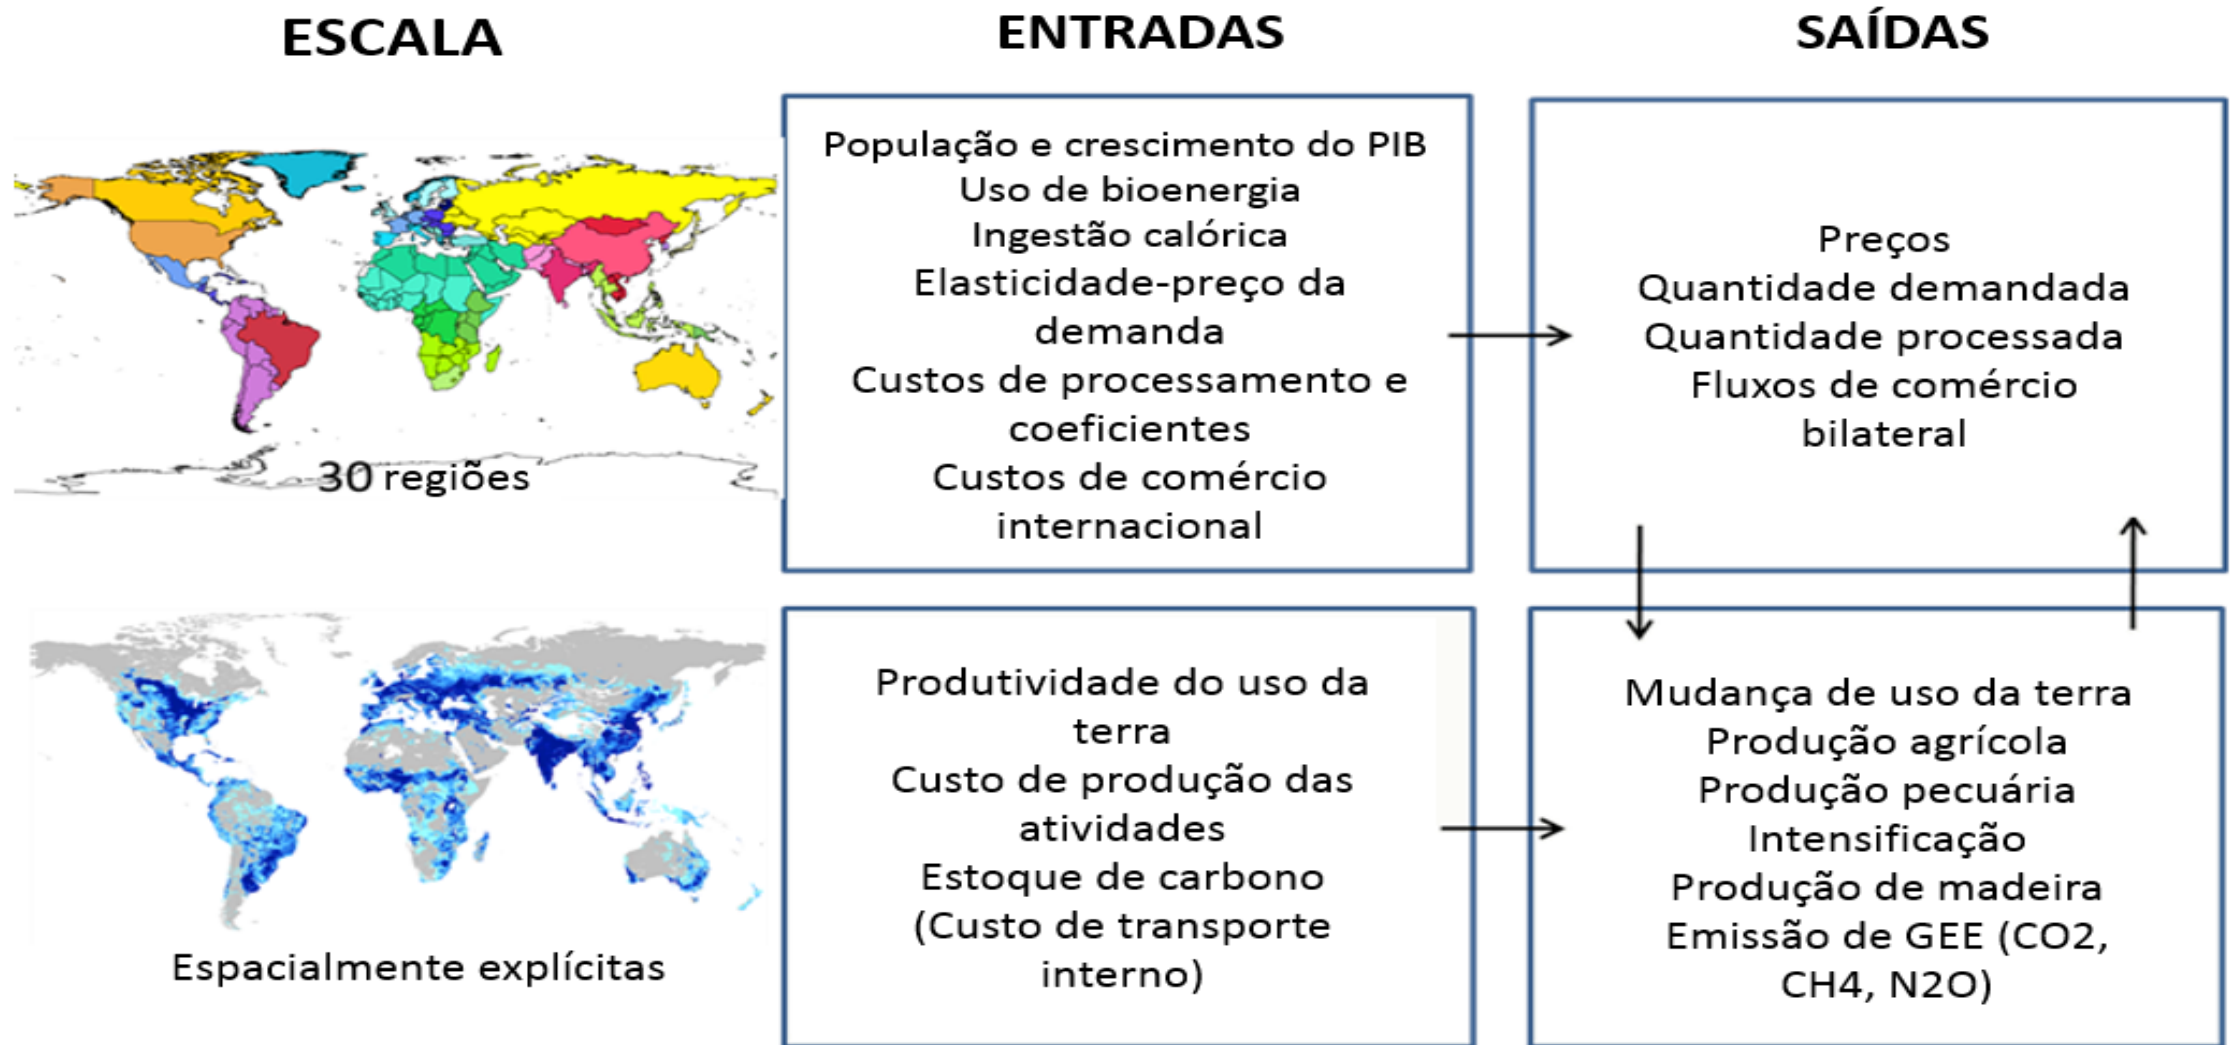 ESCALA
ENTRADAS
SAÍDAS
30 regiões
População e crescimento do PIB
Uso de bioenergia
Ingestão calórica
Elasticidade-preço da
demanda
Custos de processamento e
coeficientes
Custos de comércio
internacional
Preços
Quantidade demandada
Quantidade processada
Fluxos de comércio
bilateral
Espacialmente explícitas
Produtividade do uso da
terra
Custo de produção das
atividades
Estoque de carbono
(Custo de transporte
interno)
Mudança de uso da terra
Produção agrícola
Produção pecuária
Intensificação
Produção de madeira
Emissão de GEE (CO2,
CH4, N2O)